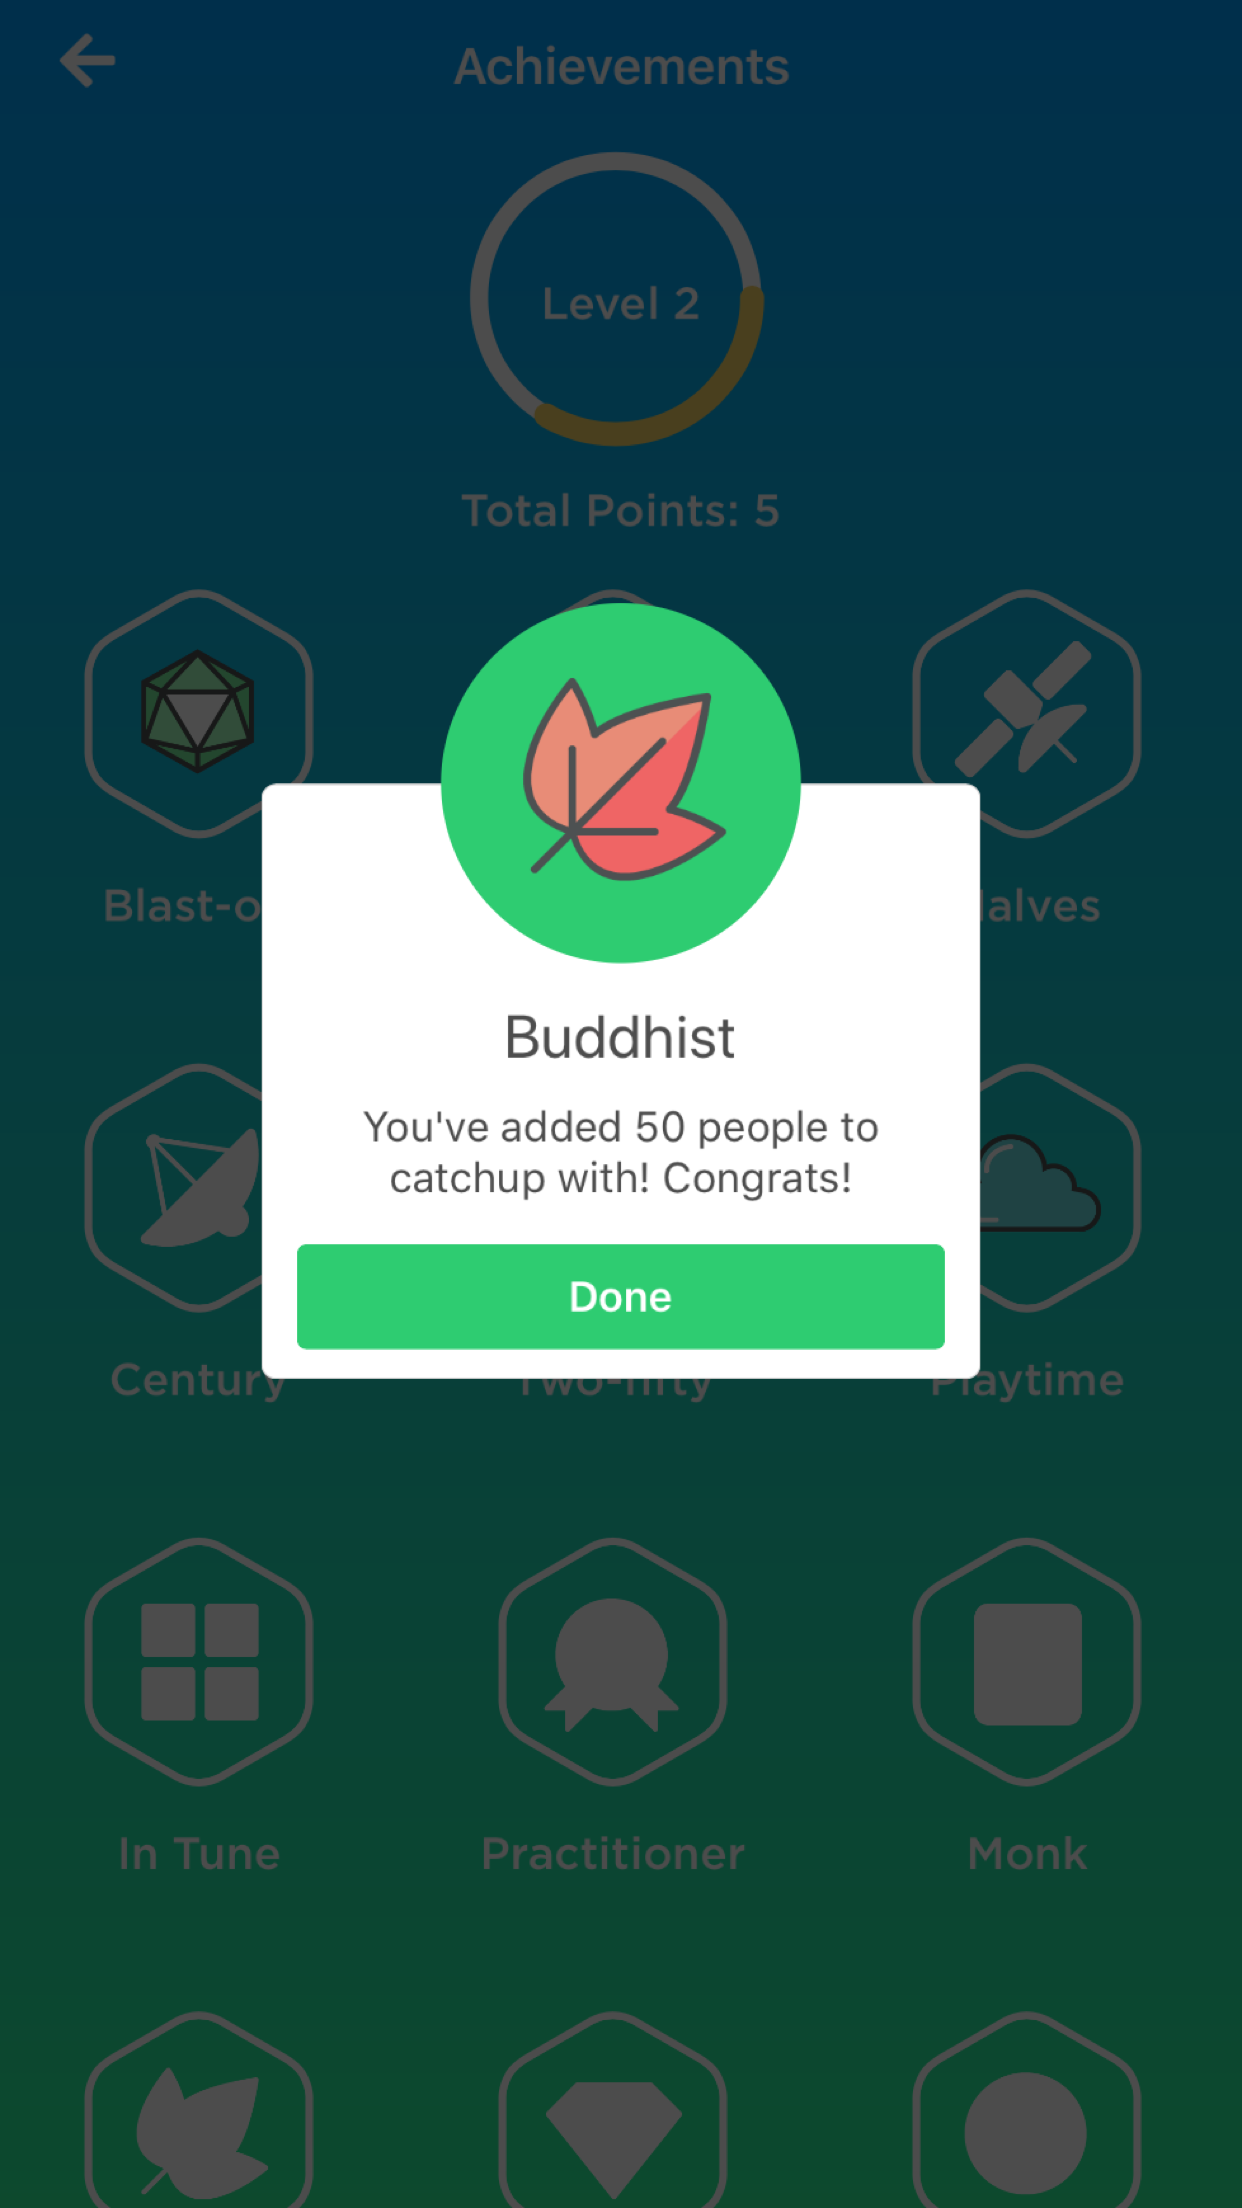 Achievements
Level 2
Total Points: 5
Blast-o
alves
Buddhist
You've added 50 people to
catchup with! Congrats!
Done
Century
Two-fifty
Playtime
In Tune
Practitioner
Monk